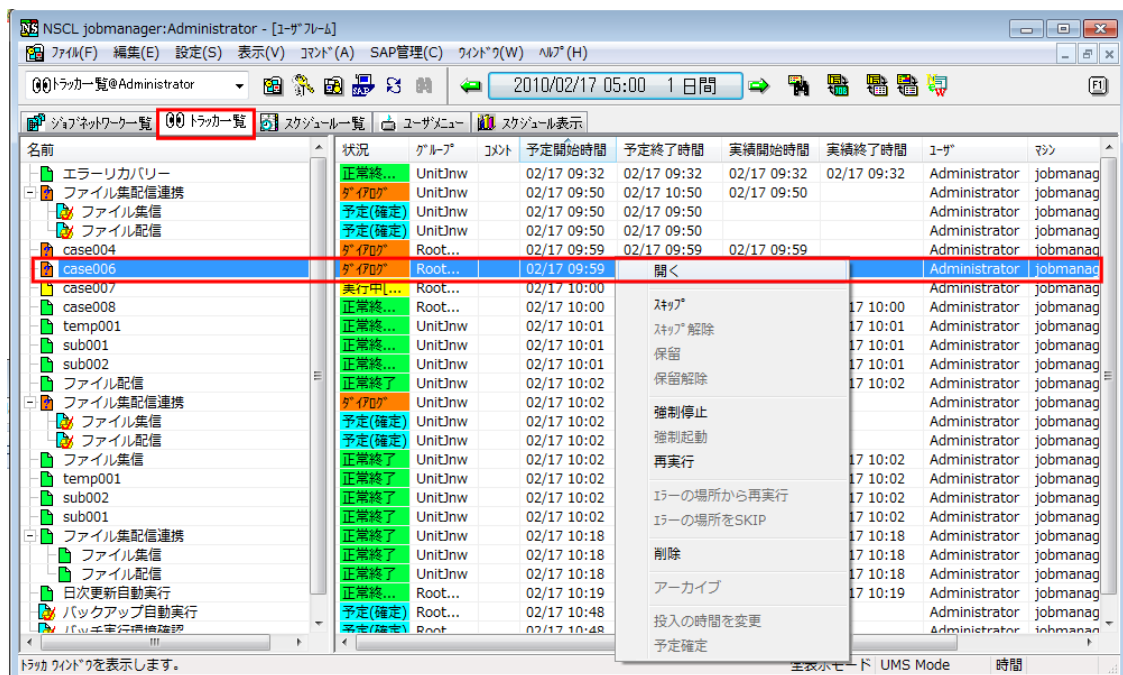 NSCL jobmanager:Administrator - [ﾕｰｻﾞﾌﾚｰﾑ]
ﾌｧｲﾙ(F) 編集(E) 設定(S) 表示(V) ｺﾏﾝﾄﾞ(A) SAP管理(C) ｳｨﾝﾄﾞｳ(W) ﾍﾙﾌﾟ(H)
ﾄﾗｯｶ一覧@Administrator 2010/02/17 05:00 1 日間 F1
ｼﾞｮﾌﾞﾈｯﾄﾜｰｸ一覧 ﾄﾗｯｶ一覧 ｽｹｼﾞｭｰﾙ一覧 ﾕｰｻﾞﾒﾆｭｰ ｽｹｼﾞｭｰﾙ表示
名前 状況 ｸﾞﾙｰﾌﾟ ｺﾒﾝﾄ 予定開始時間 予定終了時間 実績開始時間 実績終了時間 ﾕｰｻﾞ ﾏｼﾝ
エラーリカバリー 正常終... UnitJnw 02/17 09:32 02/17 09:32 02/17 09:32 02/17 09:32 Administrator jobmanag
ファイル集配信連携 ﾀﾞｲｱﾛｸﾞ UnitJnw 02/17 09:50 02/17 10:50 02/17 09:50 Administrator jobmanag
ファイル集信 予定(確定) UnitJnw 02/17 09:50 02/17 09:50 Administrator jobmanag
ファイル配信 予定(確定) UnitJnw 02/17 09:50 02/17 09:50 Administrator jobmanag
case004 ﾀﾞｲｱﾛｸﾞ Root... 02/17 09:59 02/17 09:59 02/17 09:59 Administrator jobmanag
case006 ﾀﾞｲｱﾛｸﾞ Root... 02/17 09:59 開く Administrator jobmanag
case007 実行中[... Root... 02/17 10:00 Administrator jobmanag
case008 正常終... Root... 02/17 10:00 ｽｷｯﾌﾟ 17 10:00 Administrator jobmanag
temp001 正常終... UnitJnw 02/17 10:01 ｽｷｯﾌﾟ解除 17 10:01 Administrator jobmanag
sub001 正常終... UnitJnw 02/17 10:01 保留 17 10:01 Administrator jobmanag
sub002 正常終... UnitJnw 02/17 10:01 保留解除 17 10:01 Administrator jobmanag
ファイル配信 正常終了 UnitJnw 02/17 10:02 17 10:02 Administrator jobmanag
ファイル集配信連携 ﾀﾞｲｱﾛｸﾞ UnitJnw 02/17 10:02 強制停止 Administrator jobmanag
ファイル集信 予定(確定) UnitJnw 02/17 10:02 Administrator jobmanag
ファイル配信 予定(確定) UnitJnw 02/17 10:02 強制起動 Administrator jobmanag
ファイル集信 正常終了 UnitJnw 02/17 10:02 再実行 17 10:02 Administrator jobmanag
temp001 正常終了 UnitJnw 02/17 10:02 17 10:02 Administrator jobmanag
sub002 正常終了 UnitJnw 02/17 10:02 ｴﾗｰの場所から再実行 17 10:02 Administrator jobmanag
sub001 正常終了 UnitJnw 02/17 10:02 ｴﾗｰの場所をSKIP 17 10:02 Administrator jobmanag
ファイル集配信連携 正常終了 UnitJnw 02/17 10:18 17 10:18 Administrator jobmanag
ファイル集信 正常終了 UnitJnw 02/17 10:18 削除 17 10:18 Administrator jobmanag
ファイル配信 正常終了 UnitJnw 02/17 10:18 アーカイブ 17 10:18 Administrator jobmanag
日次更新自動実行 正常終... Root... 02/17 10:19 17 10:19 Administrator jobmanag
バックアップ自動実行 予定(確定) Root... 02/17 10:48 投入の時間を変更 Administrator jobmanag
バッチ実行環境確認 予定(確定) Root 02/17 10:48 予定確定 Administrator jobmanag
ﾄﾗｯｶ ｳｨﾝﾄﾞｳを表示します。 全表示モード UMS Mode 時間